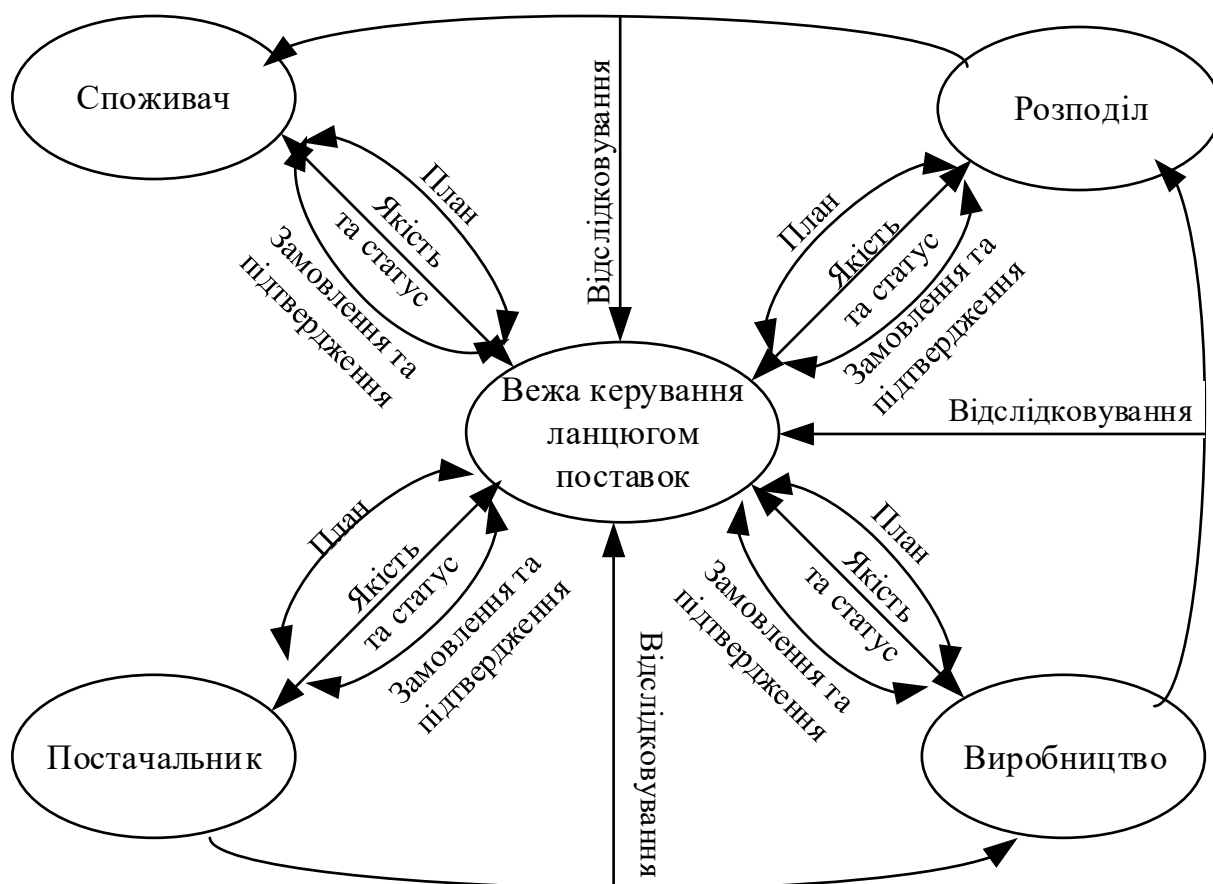 Споживач
Розподіл
Відслідковування
План
Якість
та статус
Замовлення та
підтвердження
План
Якість
та статус
Замовлення та
підтвердження
Вежа керування
ланцюгом
поставок
Відслідковування
План
Якість
та статус
Замовлення та
підтвердження
План
Якість
та статус
Замовлення та
підтвердження
Відслідковування
Постачальник
Виробництво